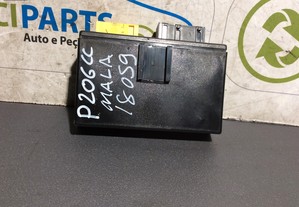 CIPARTS
Auto e Peç
P206CC
MALA
18059